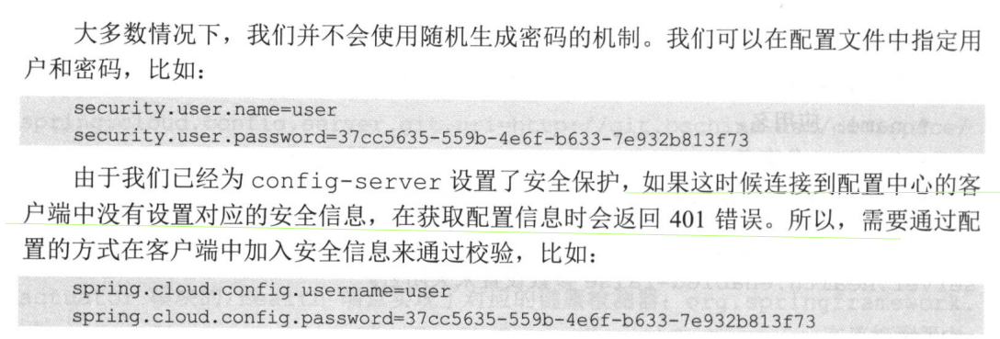 大多数情况下，我们并不会使用随机生成密码的机制。我们可以在配置文件中指定用
户和密码，比如：
security.user.name=user
security.user.password=37cc5635-559b-4e6f-b633-7e932b813f73
由于我们已经为 config-server 设置了安全保护，如果这时候连接到配置中心的客
户端中没有设置对应的安全信息，在获取配置信息时会返回 401 错误。所以，需要通过配
置的方式在客户端中加入安全信息来通过校验，比如：
spring.cloud.config.username=user
spring.cloud.config.password=37cc5635-559b-4e6f-b633-7e932b813f73